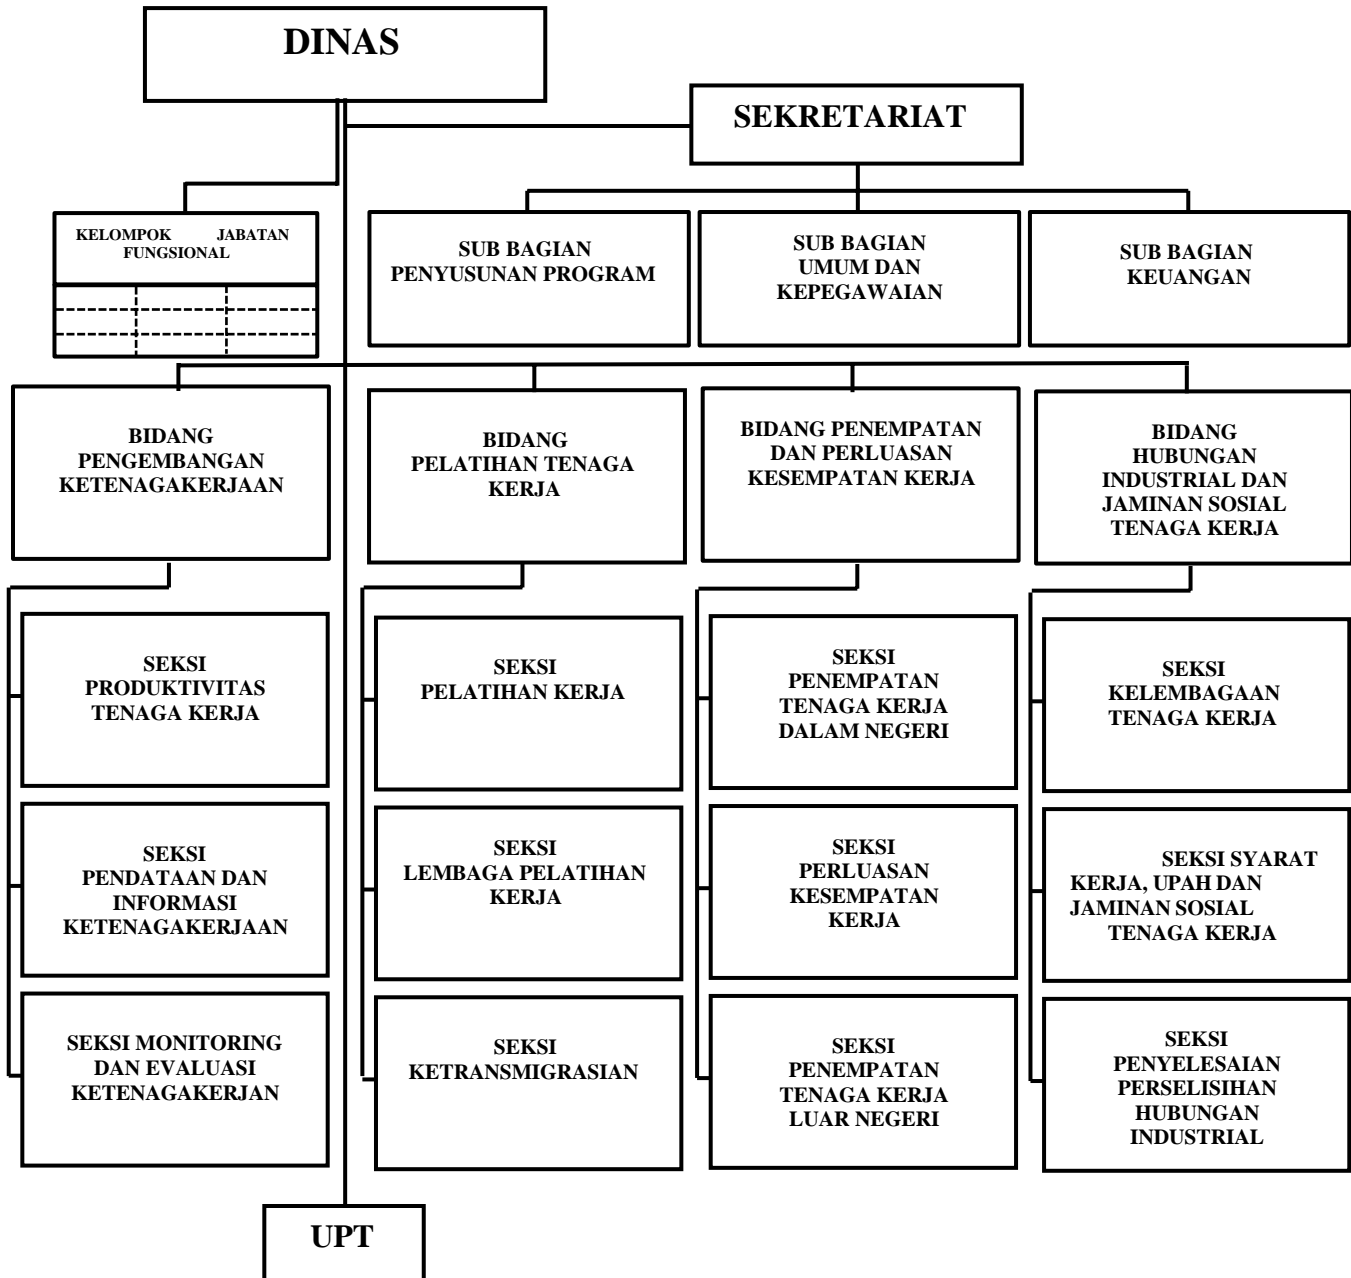 DINAS
SEKRETARIAT
KELOMPOK JABATAN
FUNGSIONAL
SUB BAGIAN
PENYUSUNAN PROGRAM
SUB BAGIAN
UMUM DAN
KEPEGAWAIAN
SUB BAGIAN
KEUANGAN
BIDANG
PENGEMBANGAN
KETENAGAKERJAAN
BIDANG
PELATIHAN TENAGA
KERJA
BIDANG PENEMPATAN
DAN PERLUASAN
KESEMPATAN KERJA
BIDANG
HUBUNGAN
INDUSTRIAL DAN
JAMINAN SOSIAL
TENAGA KERJA
SEKSI
PRODUKTIVITAS
TENAGA KERJA
SEKSI
PELATIHAN KERJA
SEKSI
PENEMPATAN
TENAGA KERJA
DALAM NEGERI
SEKSI
KELEMBAGAAN
TENAGA KERJA
SEKSI
PENDATAAN DAN
INFORMASI
KETENAGAKERJAAN
SEKSI
LEMBAGA PELATIHAN
KERJA
SEKSI
PERLUASAN
KESEMPATAN
KERJA
SEKSI SYARAT
KERJA, UPAH DAN
JAMINAN SOSIAL
TENAGA KERJA
SEKSI MONITORING
DAN EVALUASI
KETENAGAKERJAN
SEKSI
KETRANSMIGRASIAN
SEKSI
PENEMPATAN
TENAGA KERJA
LUAR NEGERI
SEKSI
PENYELESAIAN
PERSELISIHAN
HUBUNGAN
INDUSTRIAL
UPT